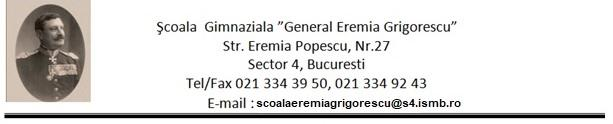 Şcoala Gimnaziala ”General Eremia Grigorescu”
Str. Eremia Popescu, Nr.27
Sector 4, Bucuresti
Tel/Fax 021 334 39 50, 021 334 92 43
E-mail : scoalaeremiagrigorescu@s4.ismb.ro